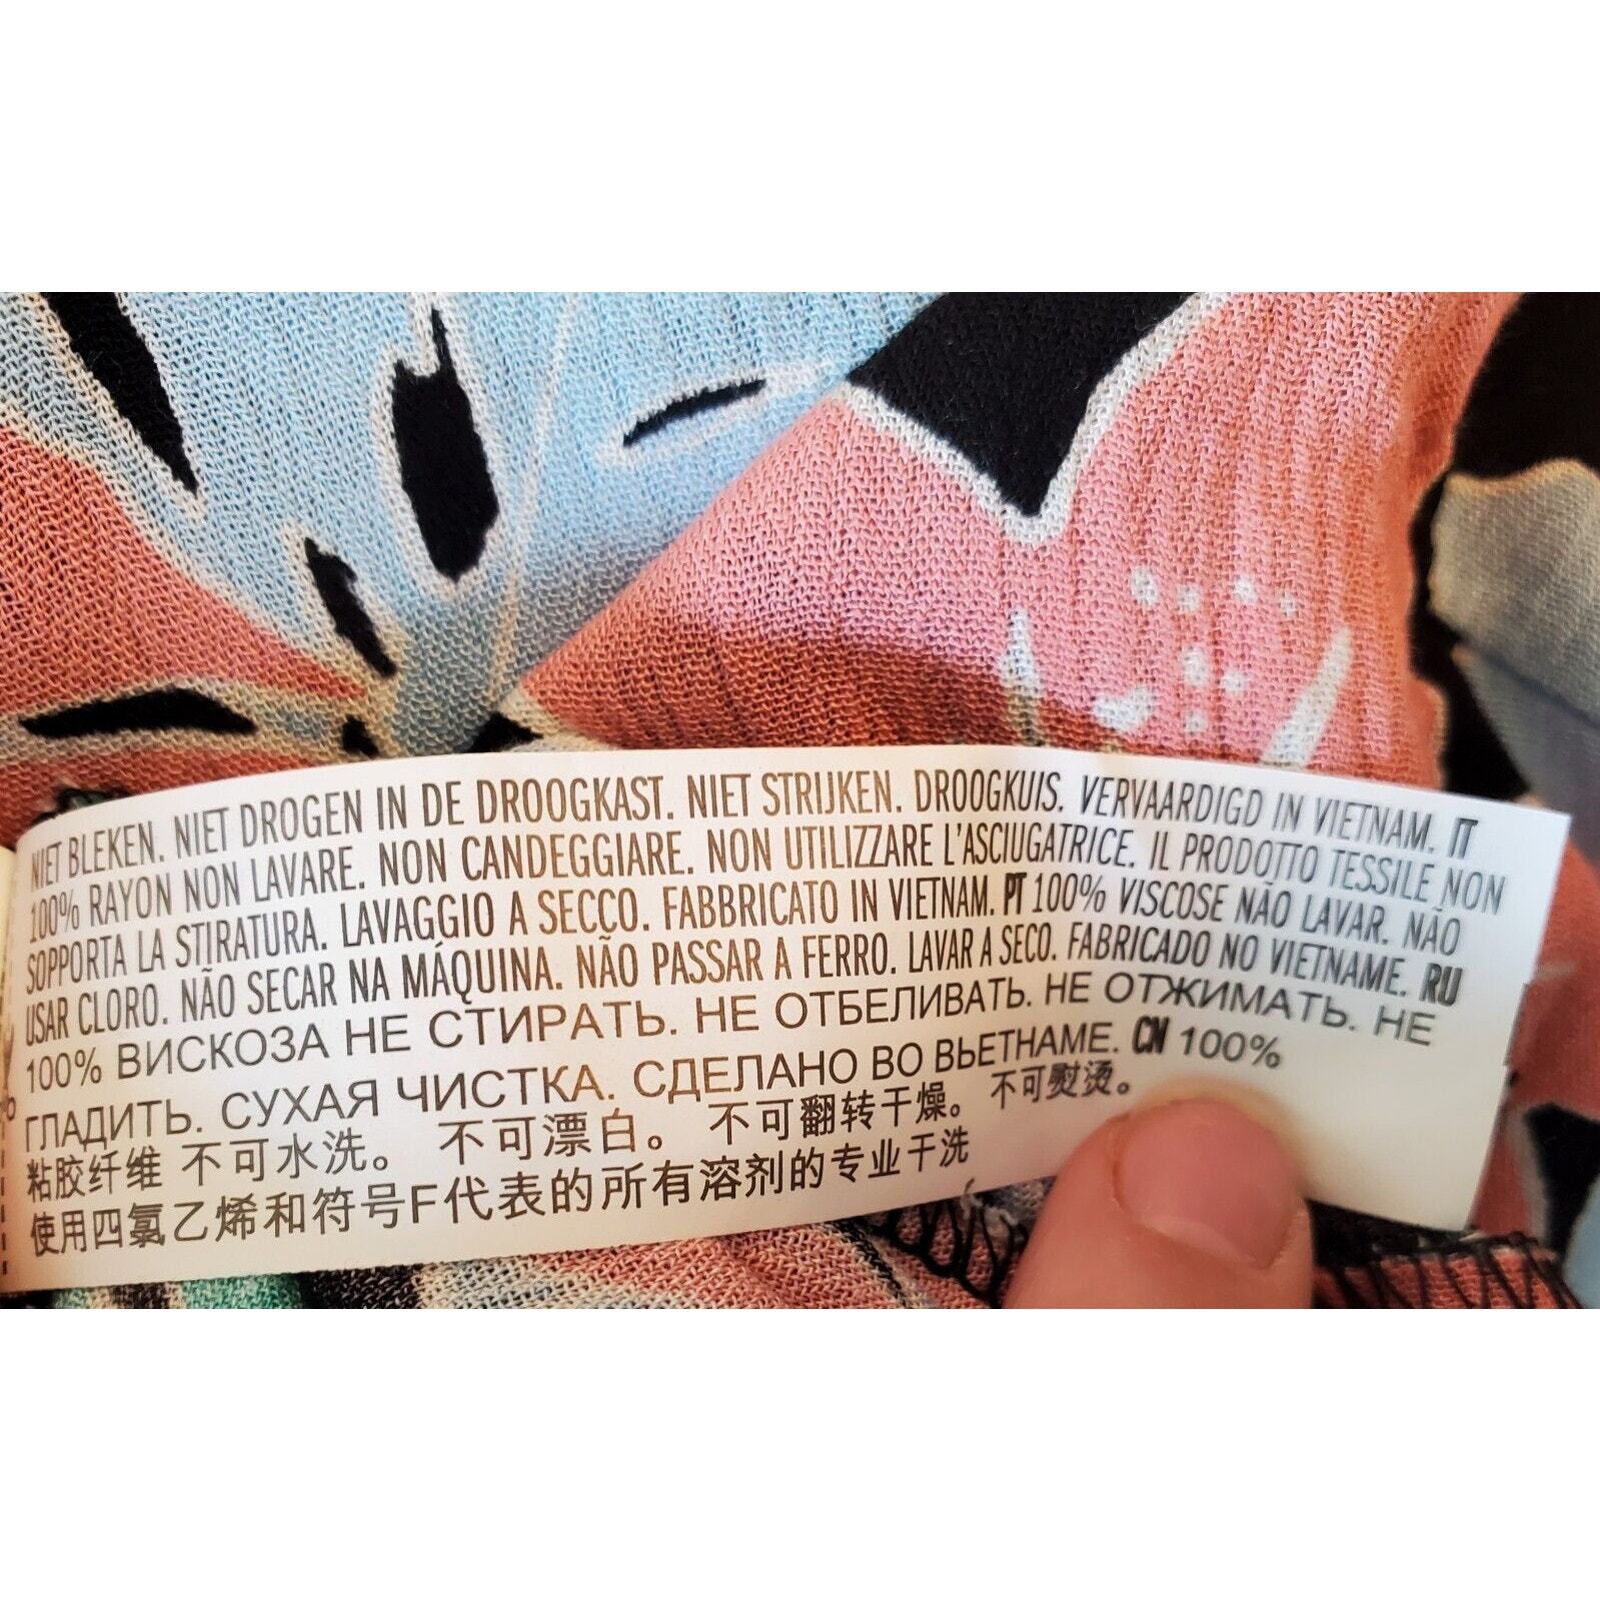 NIET BLEKEN. NIET DROGEN IN DE DROOGKAST. NIET STRIJKEN. DROOGKUIS. VERVAARDIGD IN VIETNAM. IT
100% RAYON NON LAVARE. NON CANDEGGIARE. NON UTILIZZARE L'ASCIUGATRICE. IL PRODOTTO TESSILE NON
SOPPORTA LA STIRATURA. LAVAGGIO A SECCO. FABBRICATO IN VIETNAM. PT 100% VISCOSE NÃO LAVAR. NÃO
USAR CLORO. NÃO SECAR NA MÁQUINA. NÃO PASSAR A FERRO. LAVAR A SECO. FABRICADO NO VIETNAME. RU
100% ВИСКОЗА НЕ СТИРАТЬ. НЕ ОТБЕЛИВАТЬ. НЕ ОТЖИМАТЬ. НЕ
ГЛАДИТЬ. СУХАЯ ЧИСТКА. СДЕЛАНО ВО ВЬЕТНАМЕ. CN 100%
粘胶纤维 不可水洗。 不可漂白。 不可翻转干燥。 不可熨烫。
使用四氯乙烯和符号F代表的所有溶剂的专业干洗